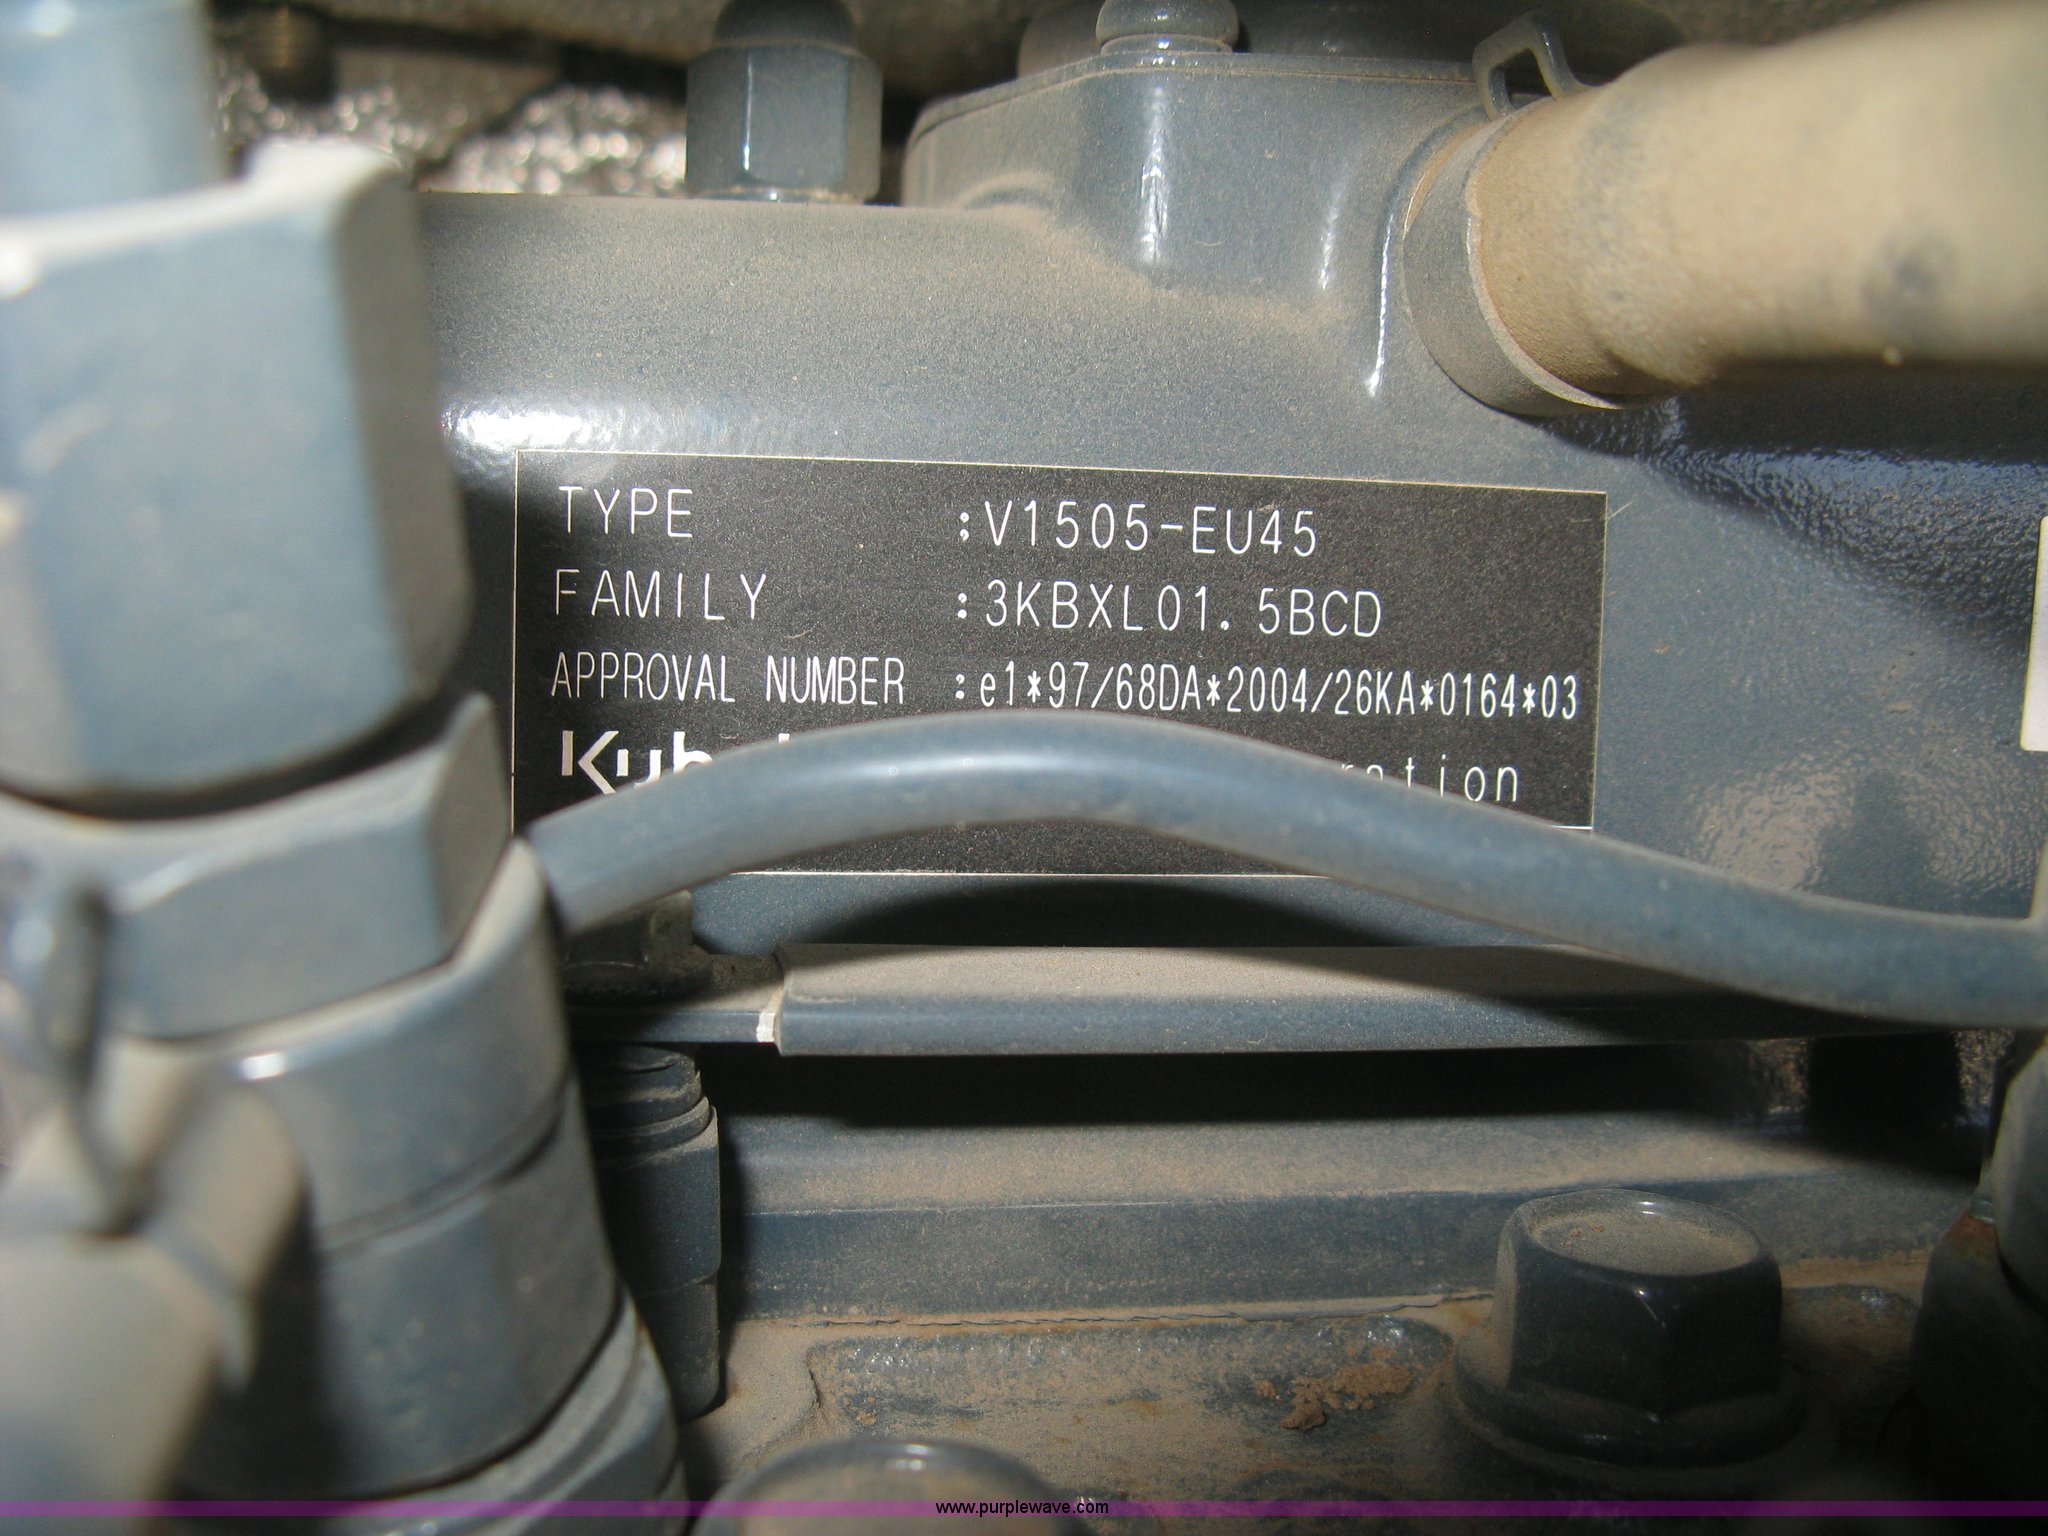 TYPE :V1505-EU45
FAMILY :3KBXL01.5BCD
APPROVAL NUMBER :e1*97/68DA*2004/26KA*0164*03
www.purplewave.com